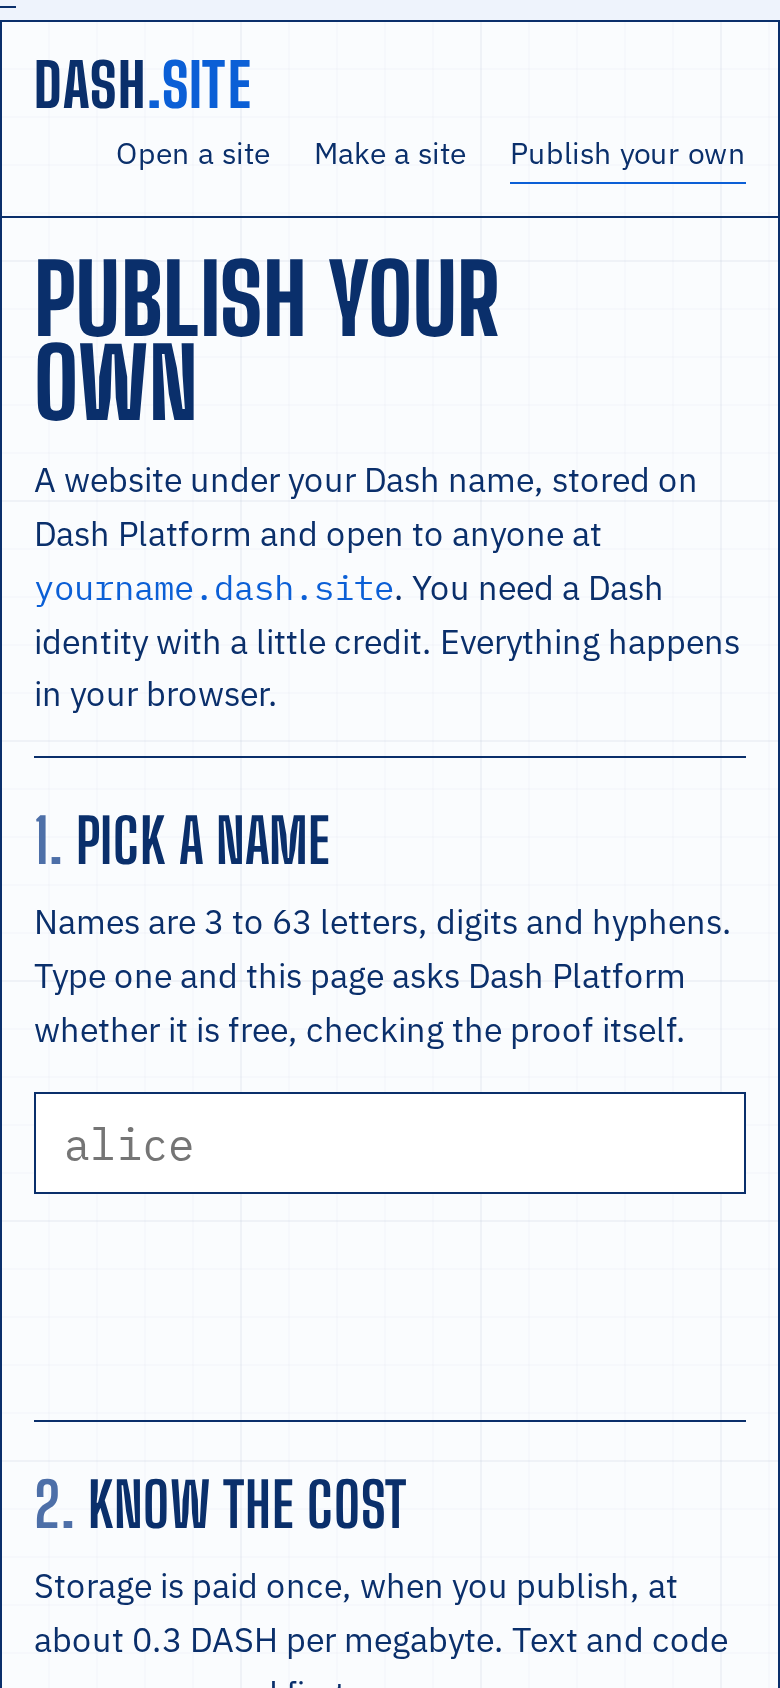 DASH.SITE
Open a site Make a site Publish your own
PUBLISH YOUR
OWN
A website under your Dash name, stored on
Dash Platform and open to anyone at
yourname.dash.site. You need a Dash
identity with a little credit. Everything happens
in your browser.
1. PICK A NAME
Names are 3 to 63 letters, digits and hyphens.
Type one and this page asks Dash Platform
whether it is free, checking the proof itself.
alice
2. KNOW THE COST
Storage is paid once, when you publish, at
about 0.3 DASH per megabyte. Text and code